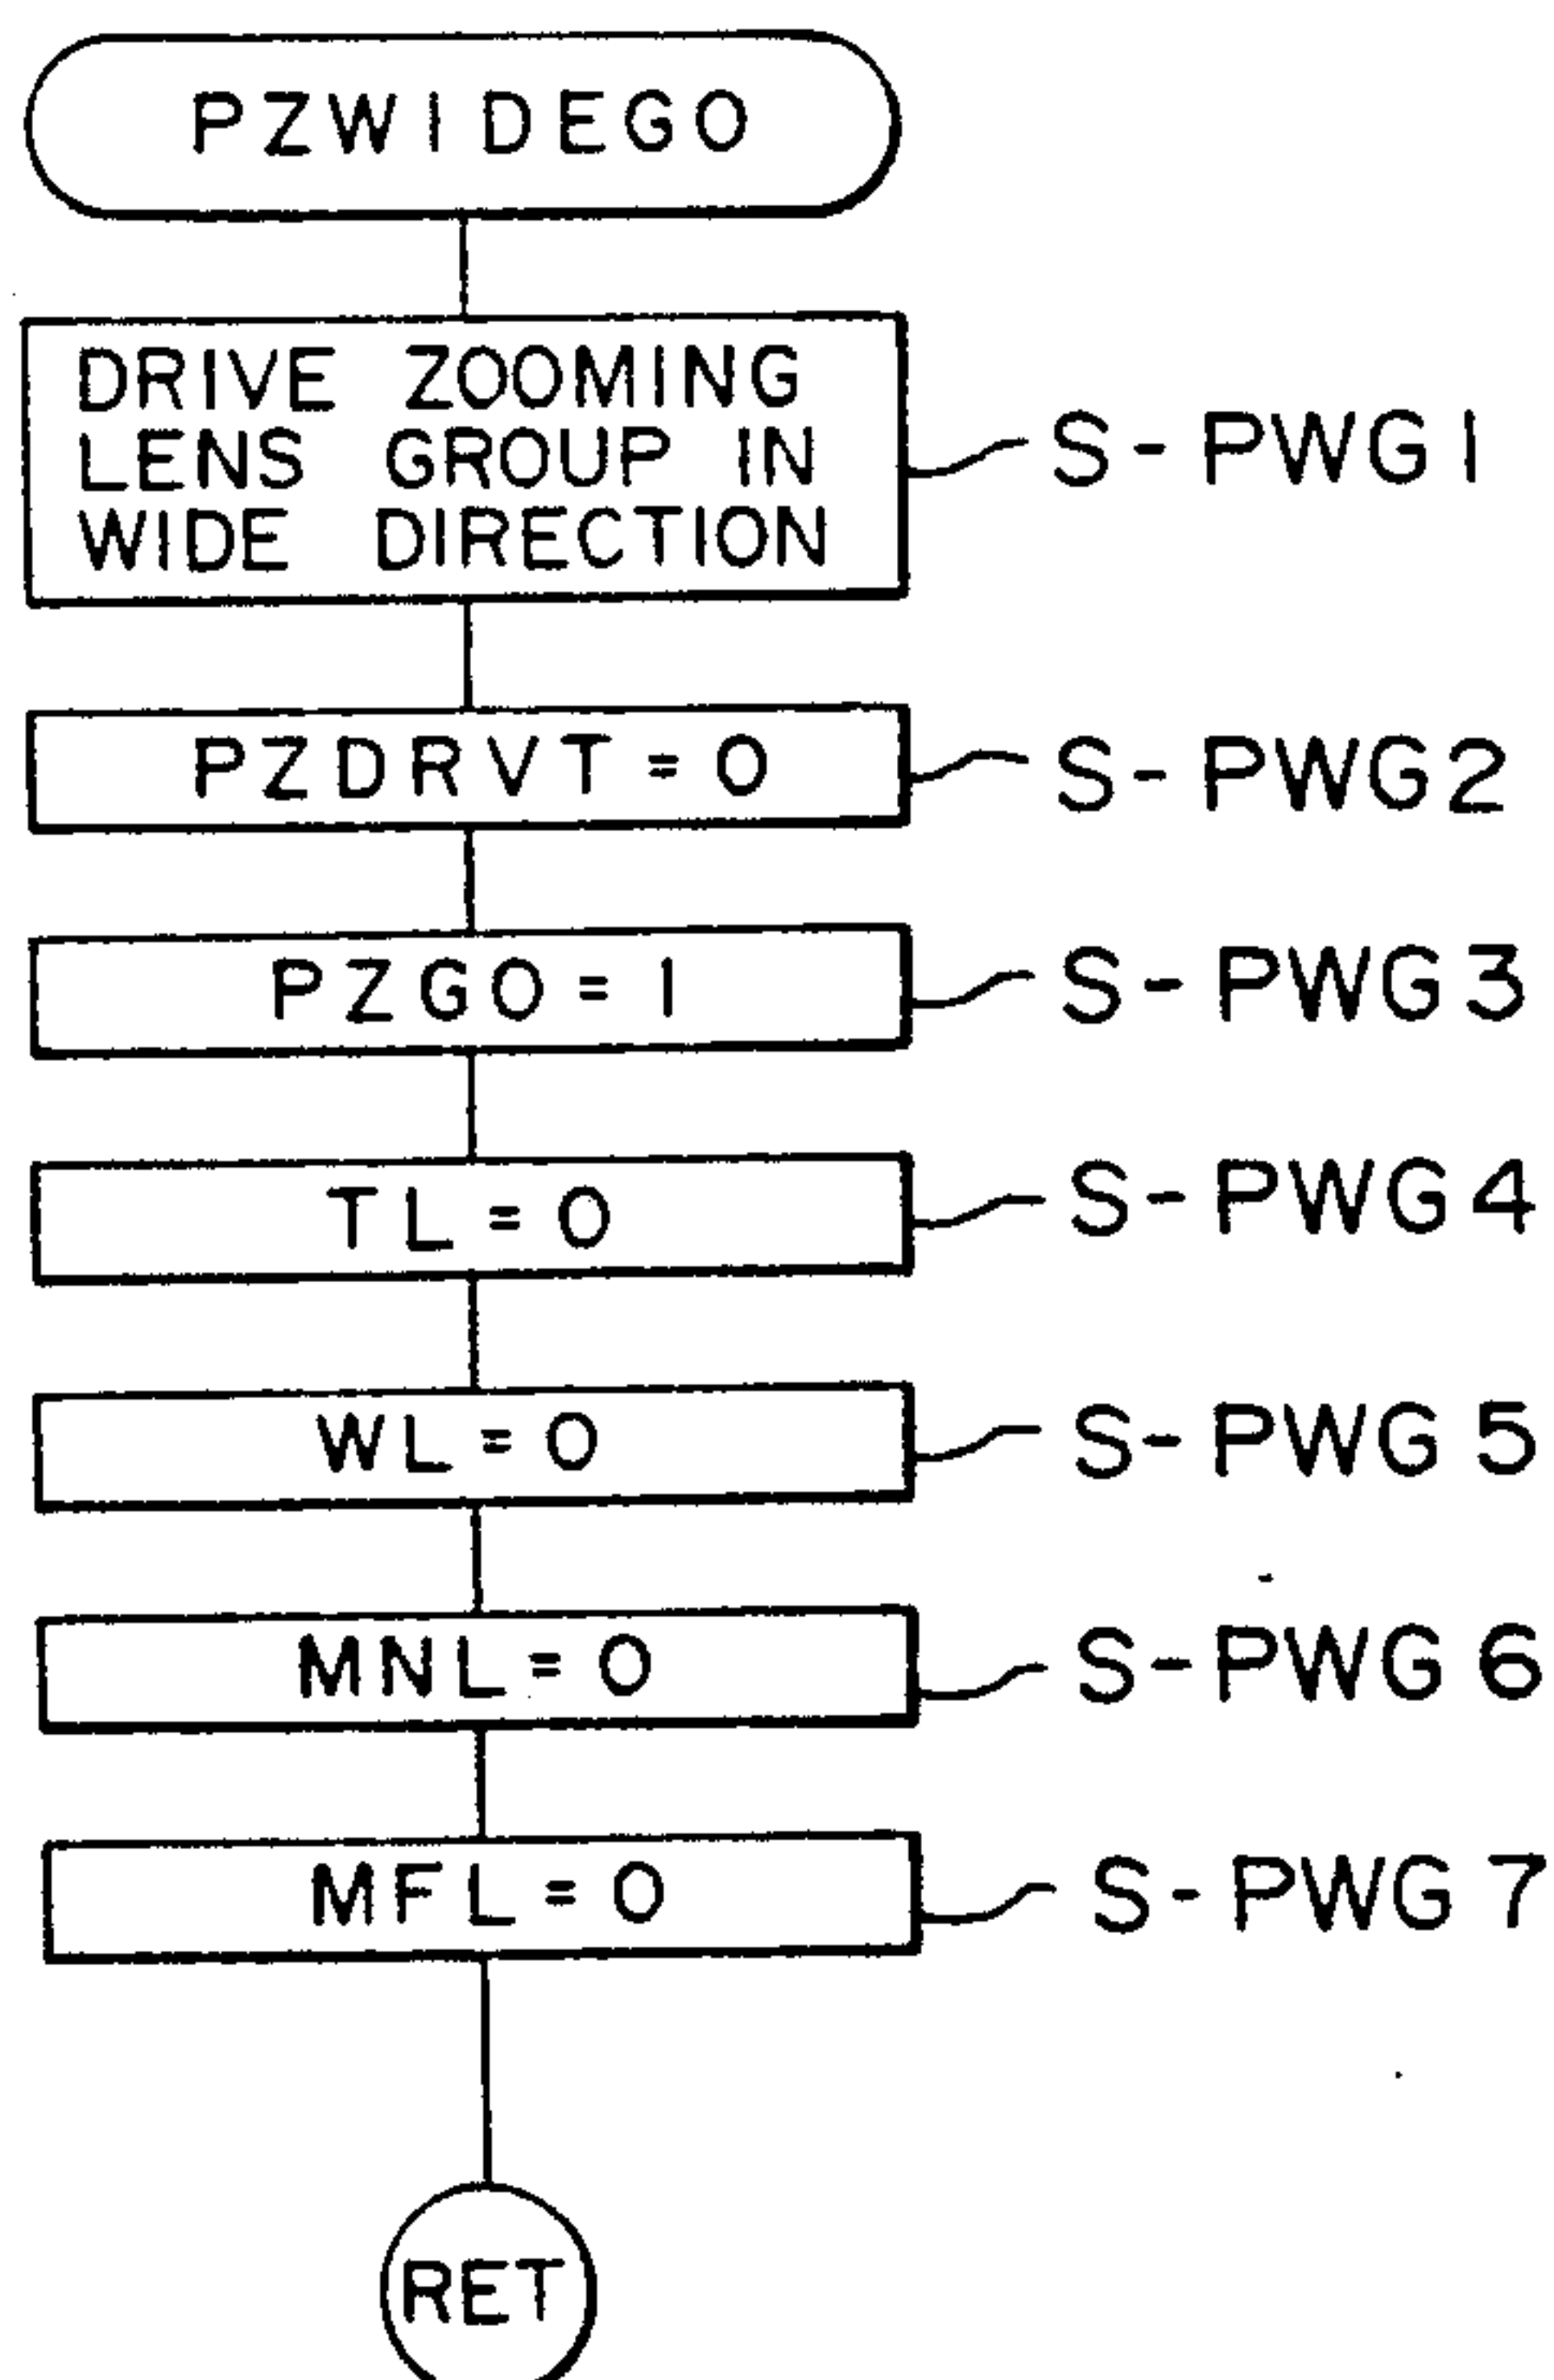 PZWIDEGO
DRIVE ZOOMING
LENS GROUP IN
WIDE DIRECTION
S-PWG1
PZDRVT=0
S-PWG2
PZGO=1
S-PWG3
TL=0
S-PWG4
WL=0
S-PWG5
MNL=0
S-PWG6
MFL=0
S-PWG7
RET